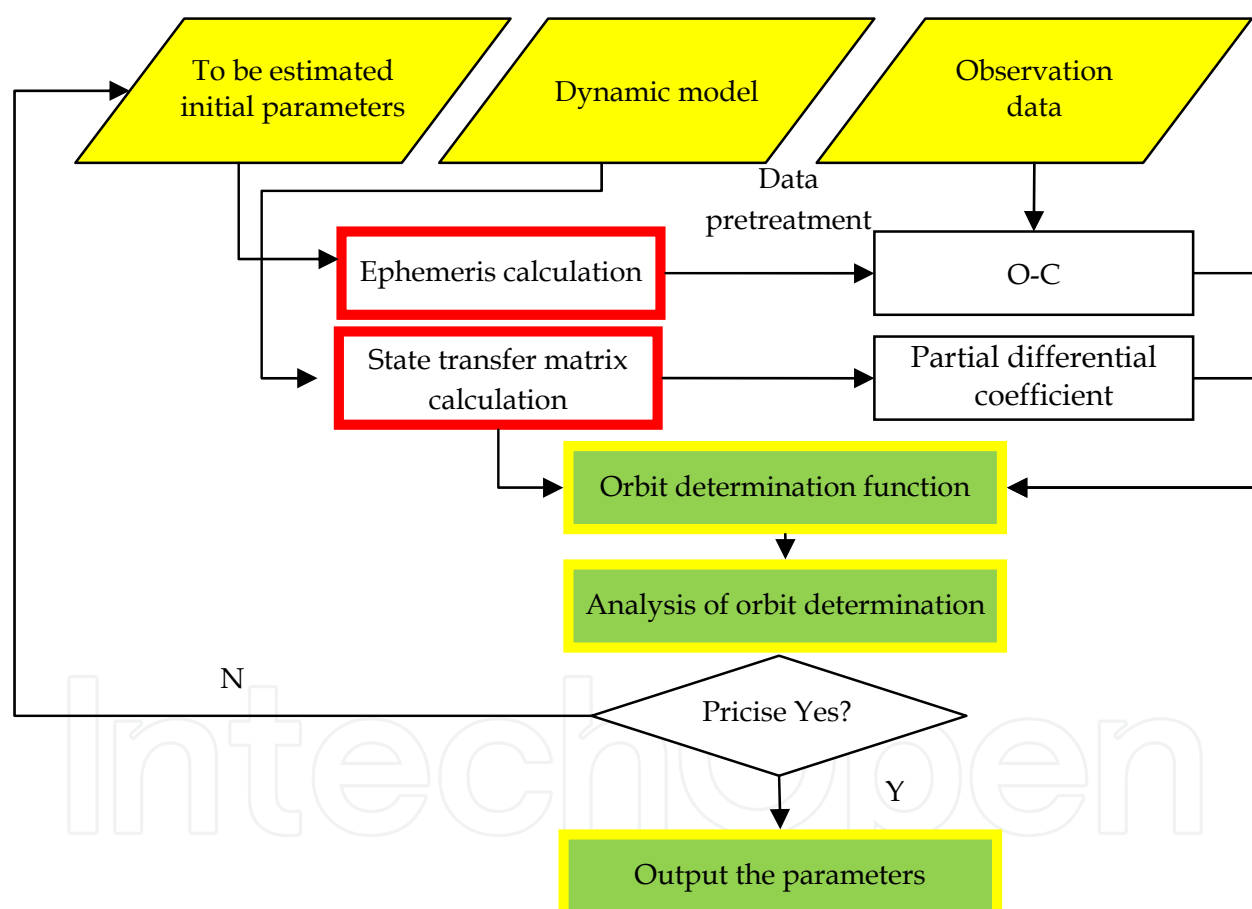 To be estimated
initial parameters
Dynamic model
Observation
data
Data
pretreatment
Ephemeris calculation
O-C
State transfer matrix
calculation
Partial differential
coefficient
Orbit determination function
Analysis of orbit determination
N
Pricise Yes?
Y
IntechOpen
Output the parameters